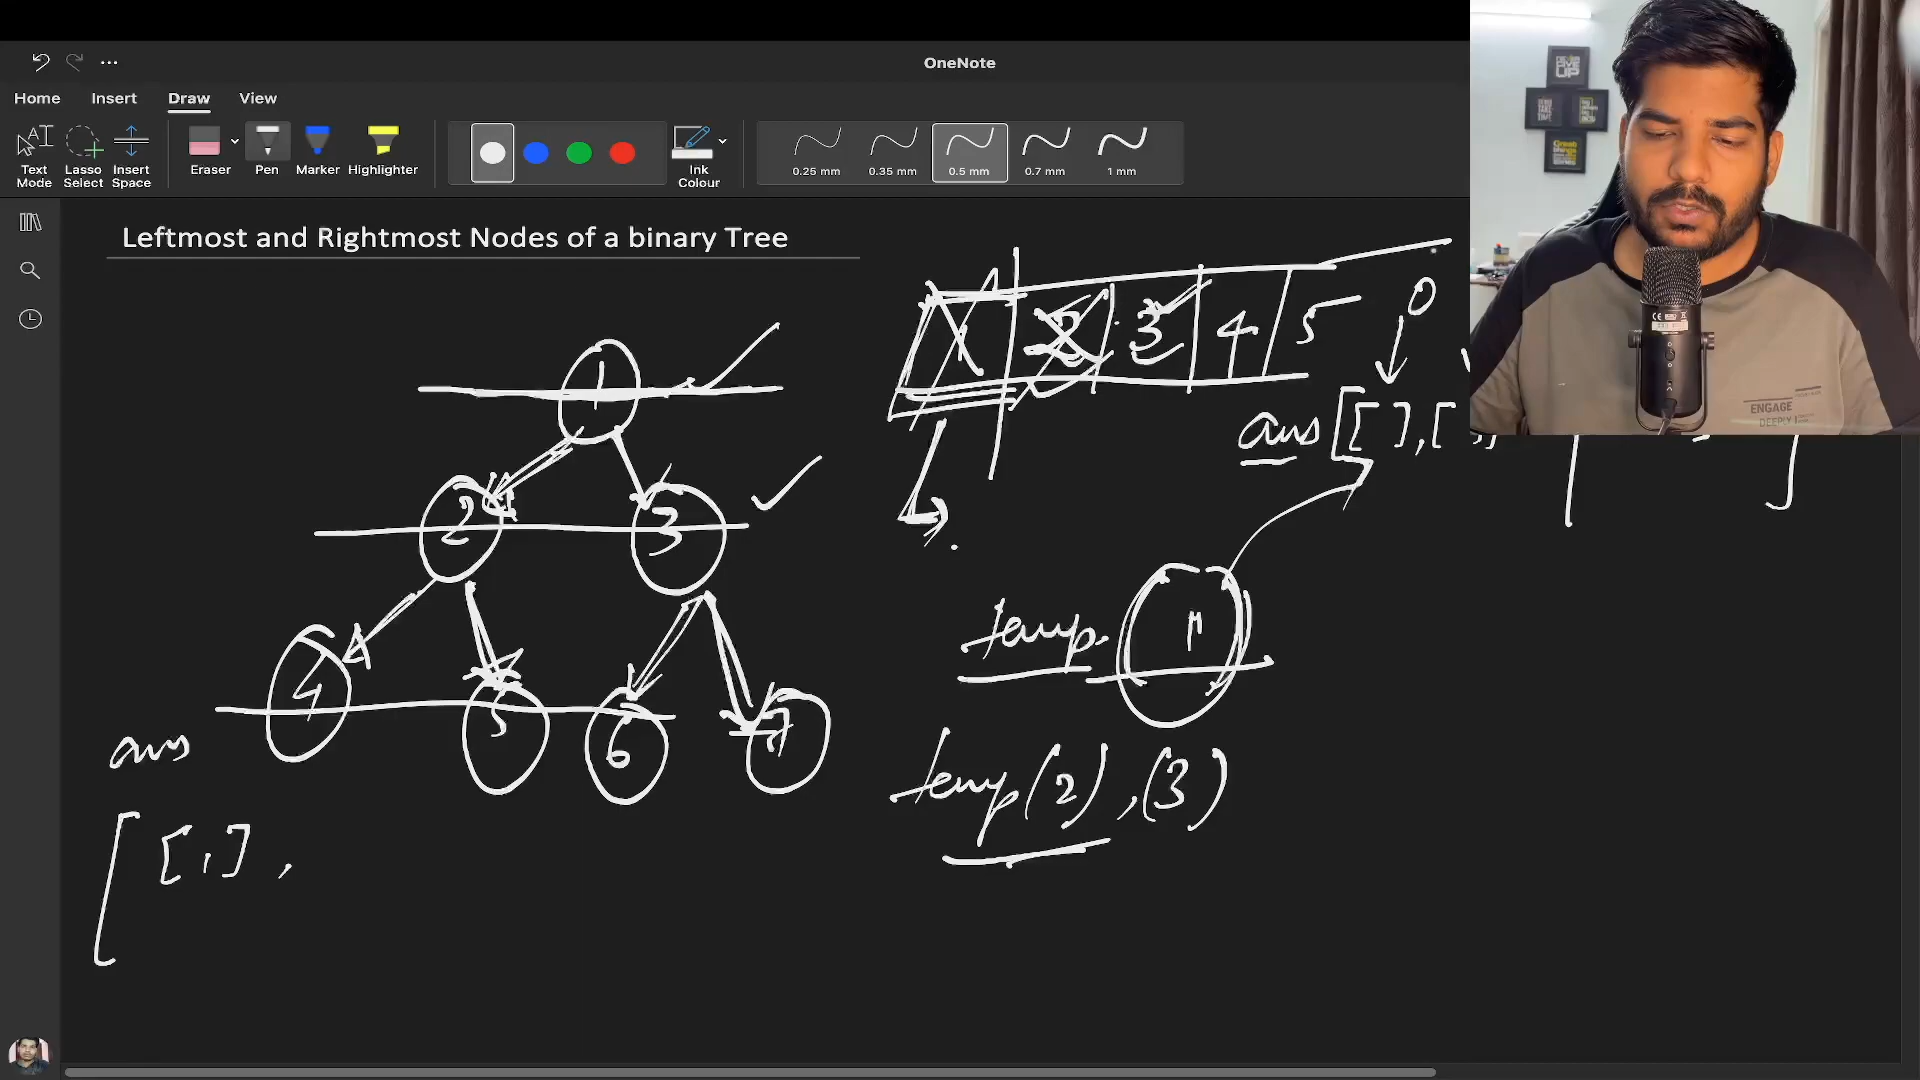 OneNote
Home Insert Draw View
Text Mode
Lasso Select
Insert Space
Eraser
Pen
Marker
Highlighter
Ink Colour
0.25 mm
0.35 mm
0.5 mm
0.7 mm
1 mm
Leftmost and Rightmost Nodes of a binary Tree
1
2 3
4 5 6 7
1 2 3 4 5
0
ans [[ ], [
temp. 1
temp (2), (3)
ans
[ [1],
ENGAGE
DEEPLY